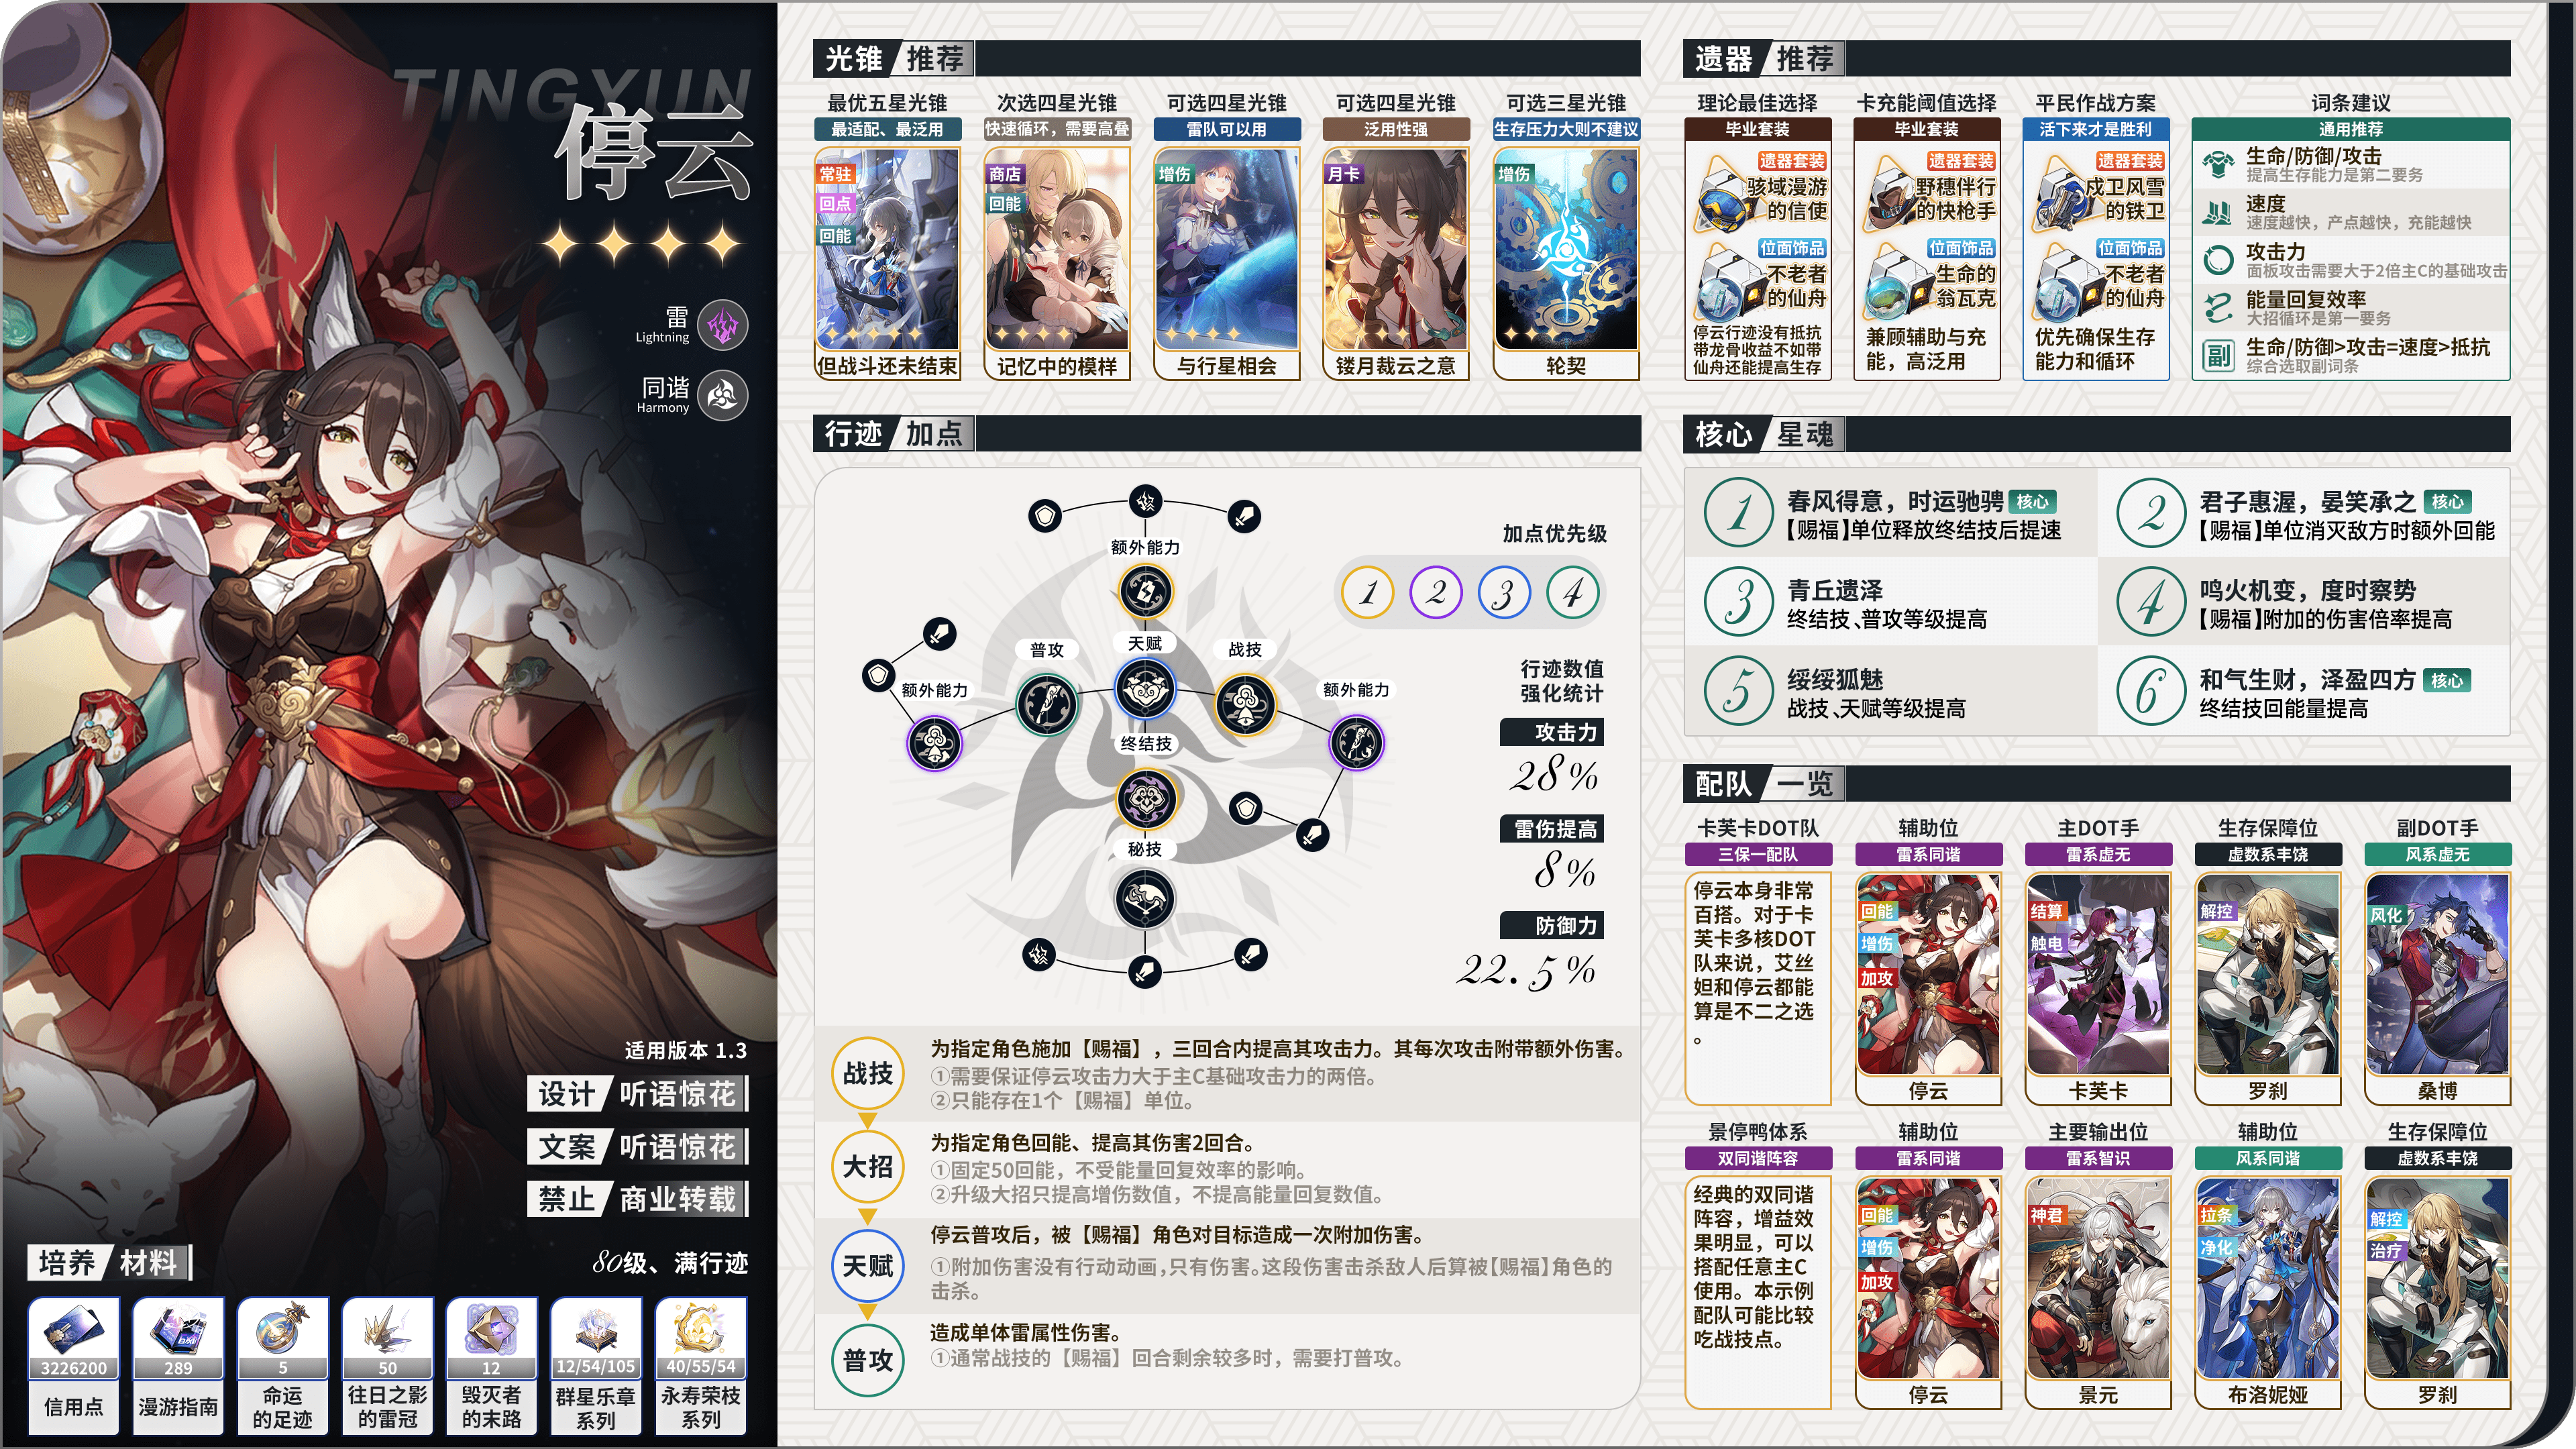 TINGYUN
停云
雷
Lightning
同谐
Harmony
适用版本 1.3
设计 听语惊花
文案 听语惊花
禁止 商业转载
培养 材料
80级、满行迹
3226200
信用点
289
漫游指南
5
命运
的足迹
50
往日之影
的雷冠
12
毁灭者
的末路
12/54/105
群星乐章
系列
40/55/54
永寿荣枝
系列
光锥 推荐
最优五星光锥
最适配、最泛用
常驻
回点
回能
但战斗还未结束
次选四星光锥
快速循环，需要高叠
商店
回能
记忆中的模样
可选四星光锥
雷队可以用
增伤
与行星相会
可选四星光锥
泛用性强
月卡
镂月裁云之意
可选三星光锥
生存压力大则不建议
增伤
轮契
行迹 加点
额外能力
普攻
天赋
战技
额外能力
额外能力
终结技
秘技
加点优先级
1 2 3 4
行迹数值
强化统计
攻击力
28%
雷伤提高
8%
防御力
22.5%
战技
为指定角色施加【赐福】，三回合内提高其攻击力。其每次攻击附带额外伤害。
①需要保证停云攻击力大于主C基础攻击力的两倍。
②只能存在1个【赐福】单位。
大招
为指定角色回能、提高其伤害2回合。
①固定50回能，不受能量回复效率的影响。
②升级大招只提高增伤数值，不提高能量回复数值。
天赋
停云普攻后，被【赐福】角色对目标造成一次附加伤害。
①附加伤害没有行动动画，只有伤害。这段伤害击杀敌人后算被【赐福】角色的
击杀。
普攻
造成单体雷属性伤害。
①通常战技的【赐福】回合剩余较多时，需要打普攻。
遗器 推荐
理论最佳选择
毕业套装
遗器套装
骇域漫游
的信使
位面饰品
不老者
的仙舟
停云行迹没有抵抗
带龙骨收益不如带
仙舟还能提高生存
卡充能阈值选择
毕业套装
遗器套装
野穗伴行
的快枪手
位面饰品
生命的
翁瓦克
兼顾辅助与充
能，高泛用
平民作战方案
活下来才是胜利
遗器套装
戍卫风雪
的铁卫
位面饰品
不老者
的仙舟
优先确保生存
能力和循环
词条建议
通用推荐
生命/防御/攻击
提高生存能力是第二要务
速度
速度越快，产点越快，充能越快
攻击力
面板攻击需要大于2倍主C的基础攻击
能量回复效率
大招循环是第一要务
副
生命/防御>攻击=速度>抵抗
综合选取副词条
核心 星魂
1
春风得意，时运驰骋 核心
【赐福】单位释放终结技后提速
2
君子惠渥，晏笑承之 核心
【赐福】单位消灭敌方时额外回能
3
青丘遗泽
终结技、普攻等级提高
4
鸣火机变，度时察势
【赐福】附加的伤害倍率提高
5
绥绥狐魅
战技、天赋等级提高
6
和气生财，泽盈四方 核心
终结技回能量提高
配队 一览
卡芙卡DOT队
三保一配队
停云本身非常
百搭。对于卡
芙卡多核DOT
队来说，艾丝
妲和停云都能
算是不二之选
。
辅助位
雷系同谐
回能
增伤
加攻
停云
主DOT手
雷系虚无
结算
触电
卡芙卡
生存保障位
虚数系丰饶
解控
罗刹
副DOT手
风系虚无
风化
桑博
景停鸭体系
双同谐阵容
经典的双同谐
阵容，增益效
果明显，可以
搭配任意主C
使用。本示例
配队可能比较
吃战技点。
辅助位
雷系同谐
回能
增伤
加攻
停云
主要输出位
雷系智识
神君
景元
辅助位
风系同谐
拉条
净化
布洛妮娅
生存保障位
虚数系丰饶
解控
治疗
罗刹